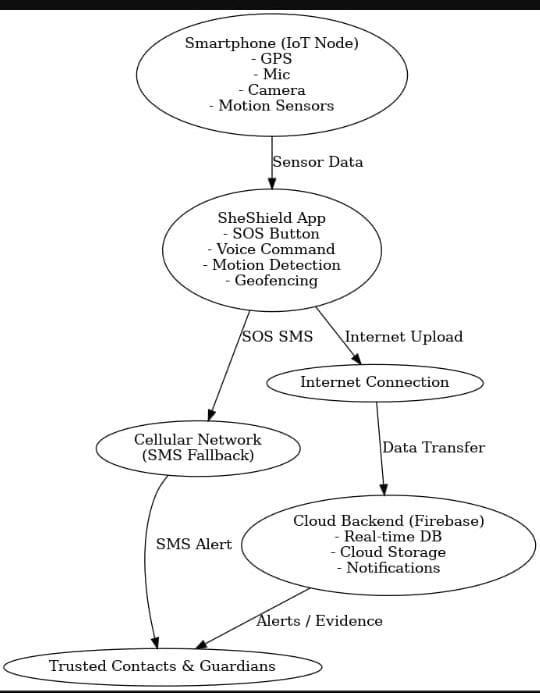 Smartphone (IoT Node)
- GPS
- Mic
- Camera
- Motion Sensors
Sensor Data
SheShield App
- SOS Button
- Voice Command
- Motion Detection
- Geofencing
SOS SMS
Internet Upload
Internet Connection
Cellular Network
(SMS Fallback)
Data Transfer
Cloud Backend (Firebase)
- Real-time DB
- Cloud Storage
- Notifications
SMS Alert
Alerts / Evidence
Trusted Contacts & Guardians